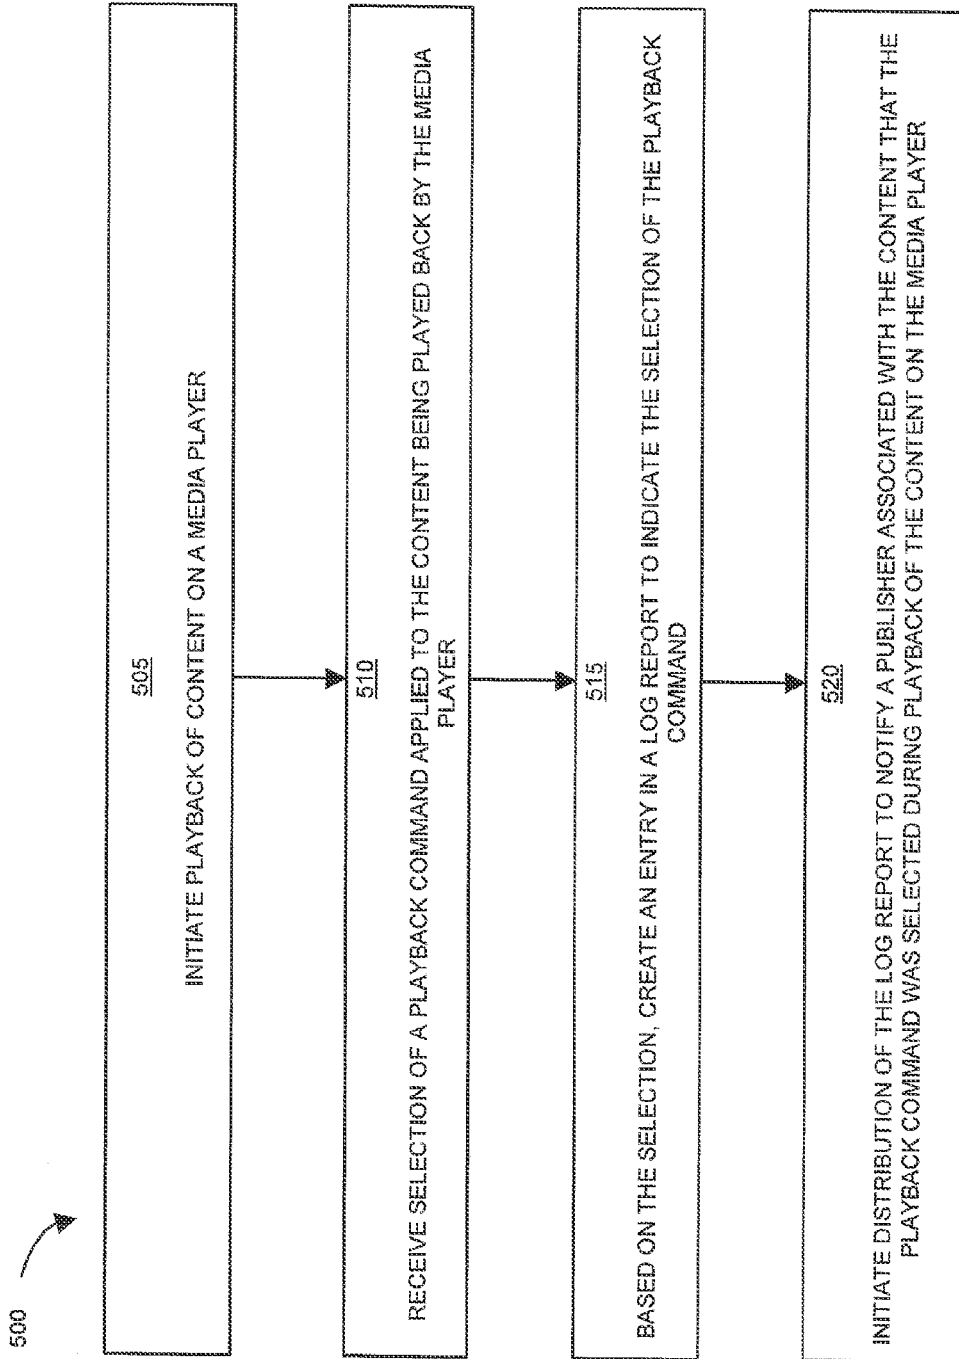 500
505
INITIATE PLAYBACK OF CONTENT ON A MEDIA PLAYER
510
RECEIVE SELECTION OF A PLAYBACK COMMAND APPLIED TO THE CONTENT BEING PLAYED BACK BY THE MEDIA
PLAYER
515
BASED ON THE SELECTION, CREATE AN ENTRY IN A LOG REPORT TO INDICATE THE SELECTION OF THE PLAYBACK
COMMAND
520
INITIATE DISTRIBUTION OF THE LOG REPORT TO NOTIFY A PUBLISHER ASSOCIATED WITH THE CONTENT THAT THE
PLAYBACK COMMAND WAS SELECTED DURING PLAYBACK OF THE CONTENT ON THE MEDIA PLAYER